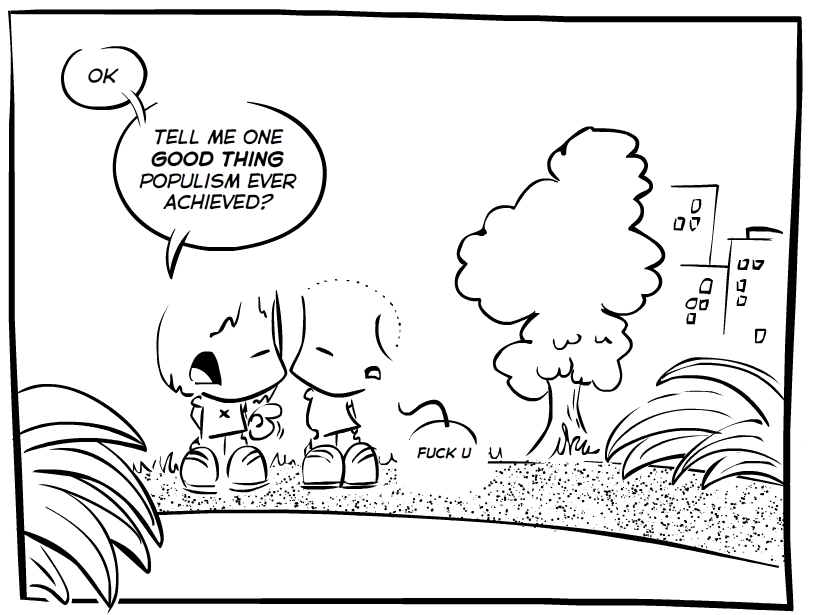 OK
TELL ME ONE
GOOD THING
POPULISM EVER
ACHIEVED?
FUCK U